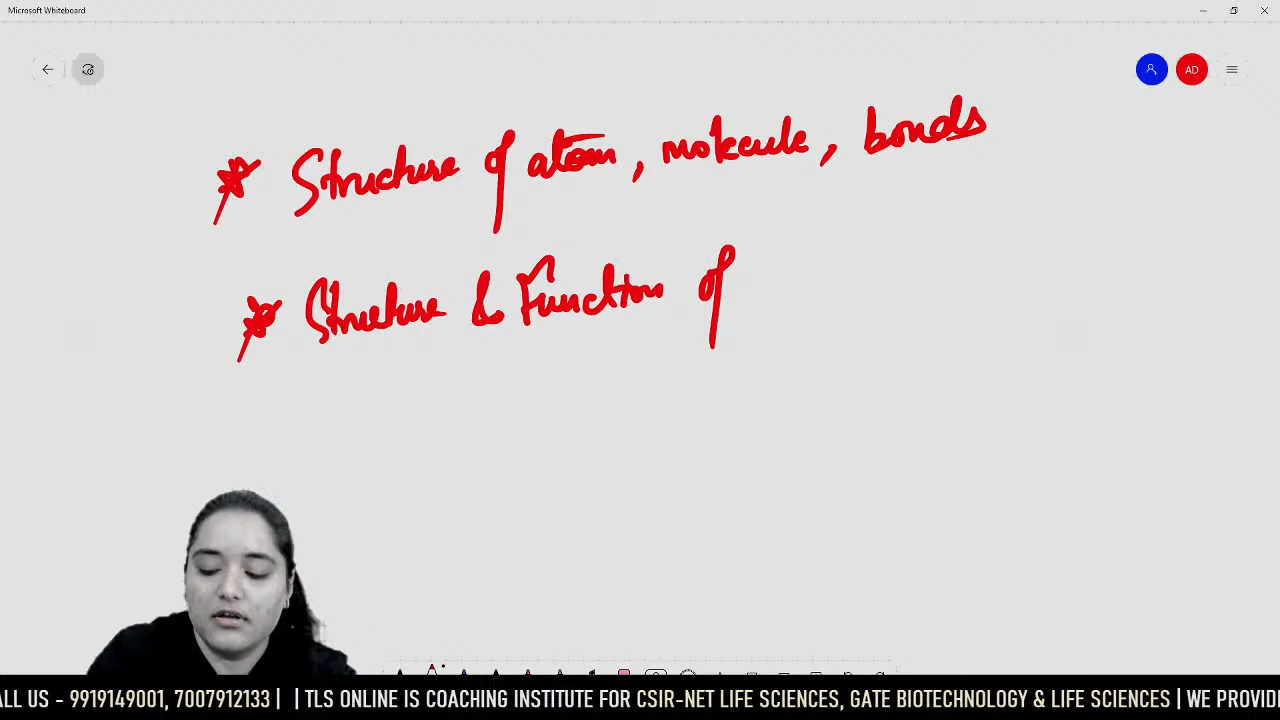 Microsoft Whiteboard
AD
* Structure of atom, molecule, bonds
* Structure & Function of
ALL US - 9919149001, 7007912133 | | TLS ONLINE IS COACHING INSTITUTE FOR CSIR-NET LIFE SCIENCES, GATE BIOTECHNOLOGY & LIFE SCIENCES | WE PROVID